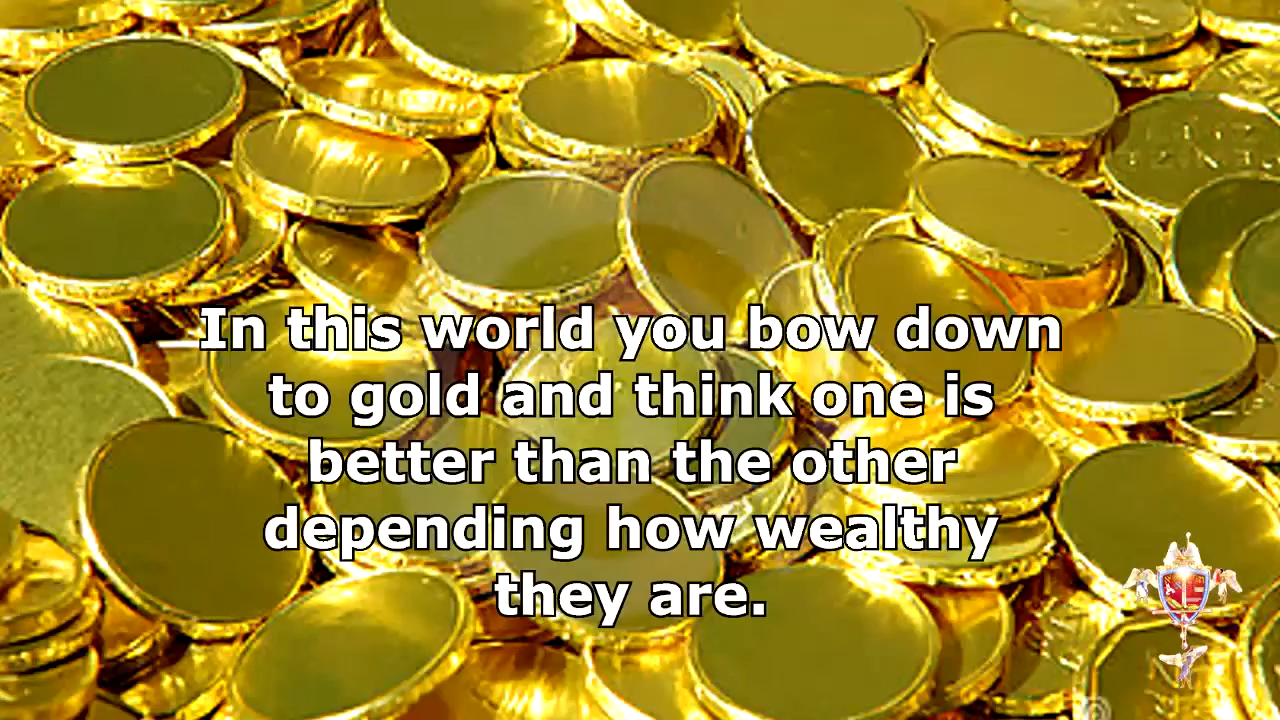 In this world you bow down
to gold and think one is
better than the other
depending how wealthy
they are.